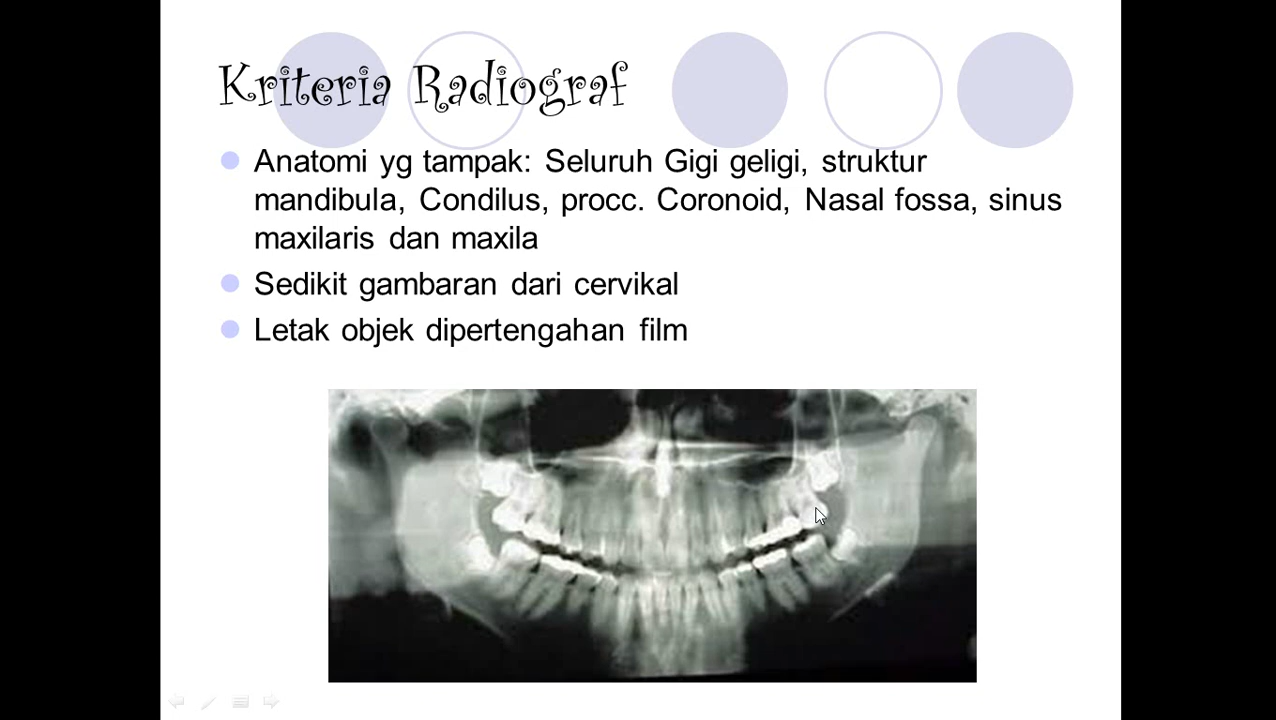 Kriteria Radiograf
Anatomi yg tampak: Seluruh Gigi geligi, struktur
mandibula, Condilus, procc. Coronoid, Nasal fossa, sinus
maxilaris dan maxila
Sedikit gambaran dari cervikal
Letak objek dipertengahan film